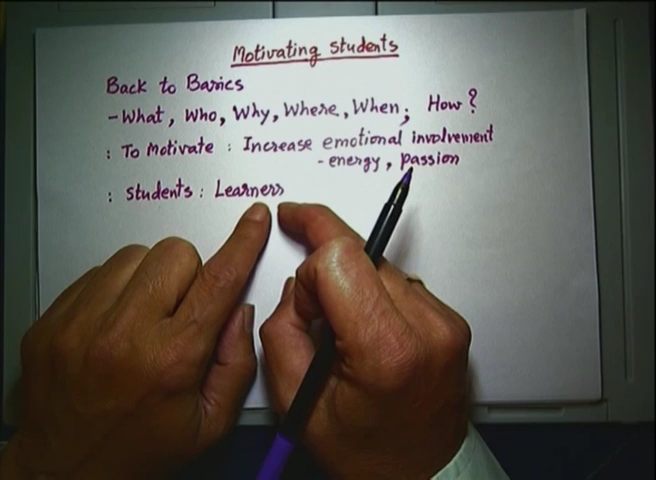 Motivating Students
Back to Basics
- What, Who, Why, Where, When; How?
: To Motivate : Increase emotional involvement
- energy, passion
: Students : Learners